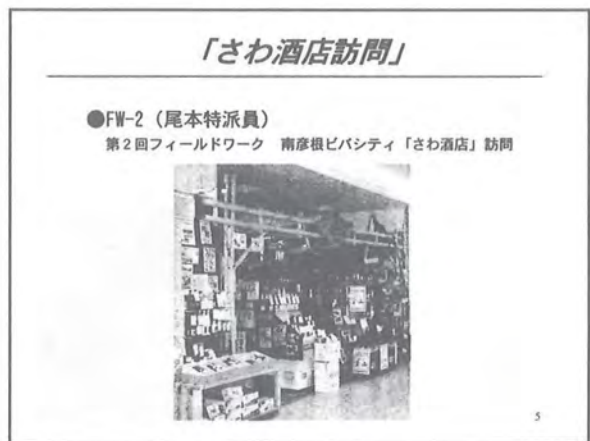 「さわ酒店訪問」
●FW-2（尾本特派員）
第2回フィールドワーク　南彦根ビバシティ「さわ酒店」訪問
5